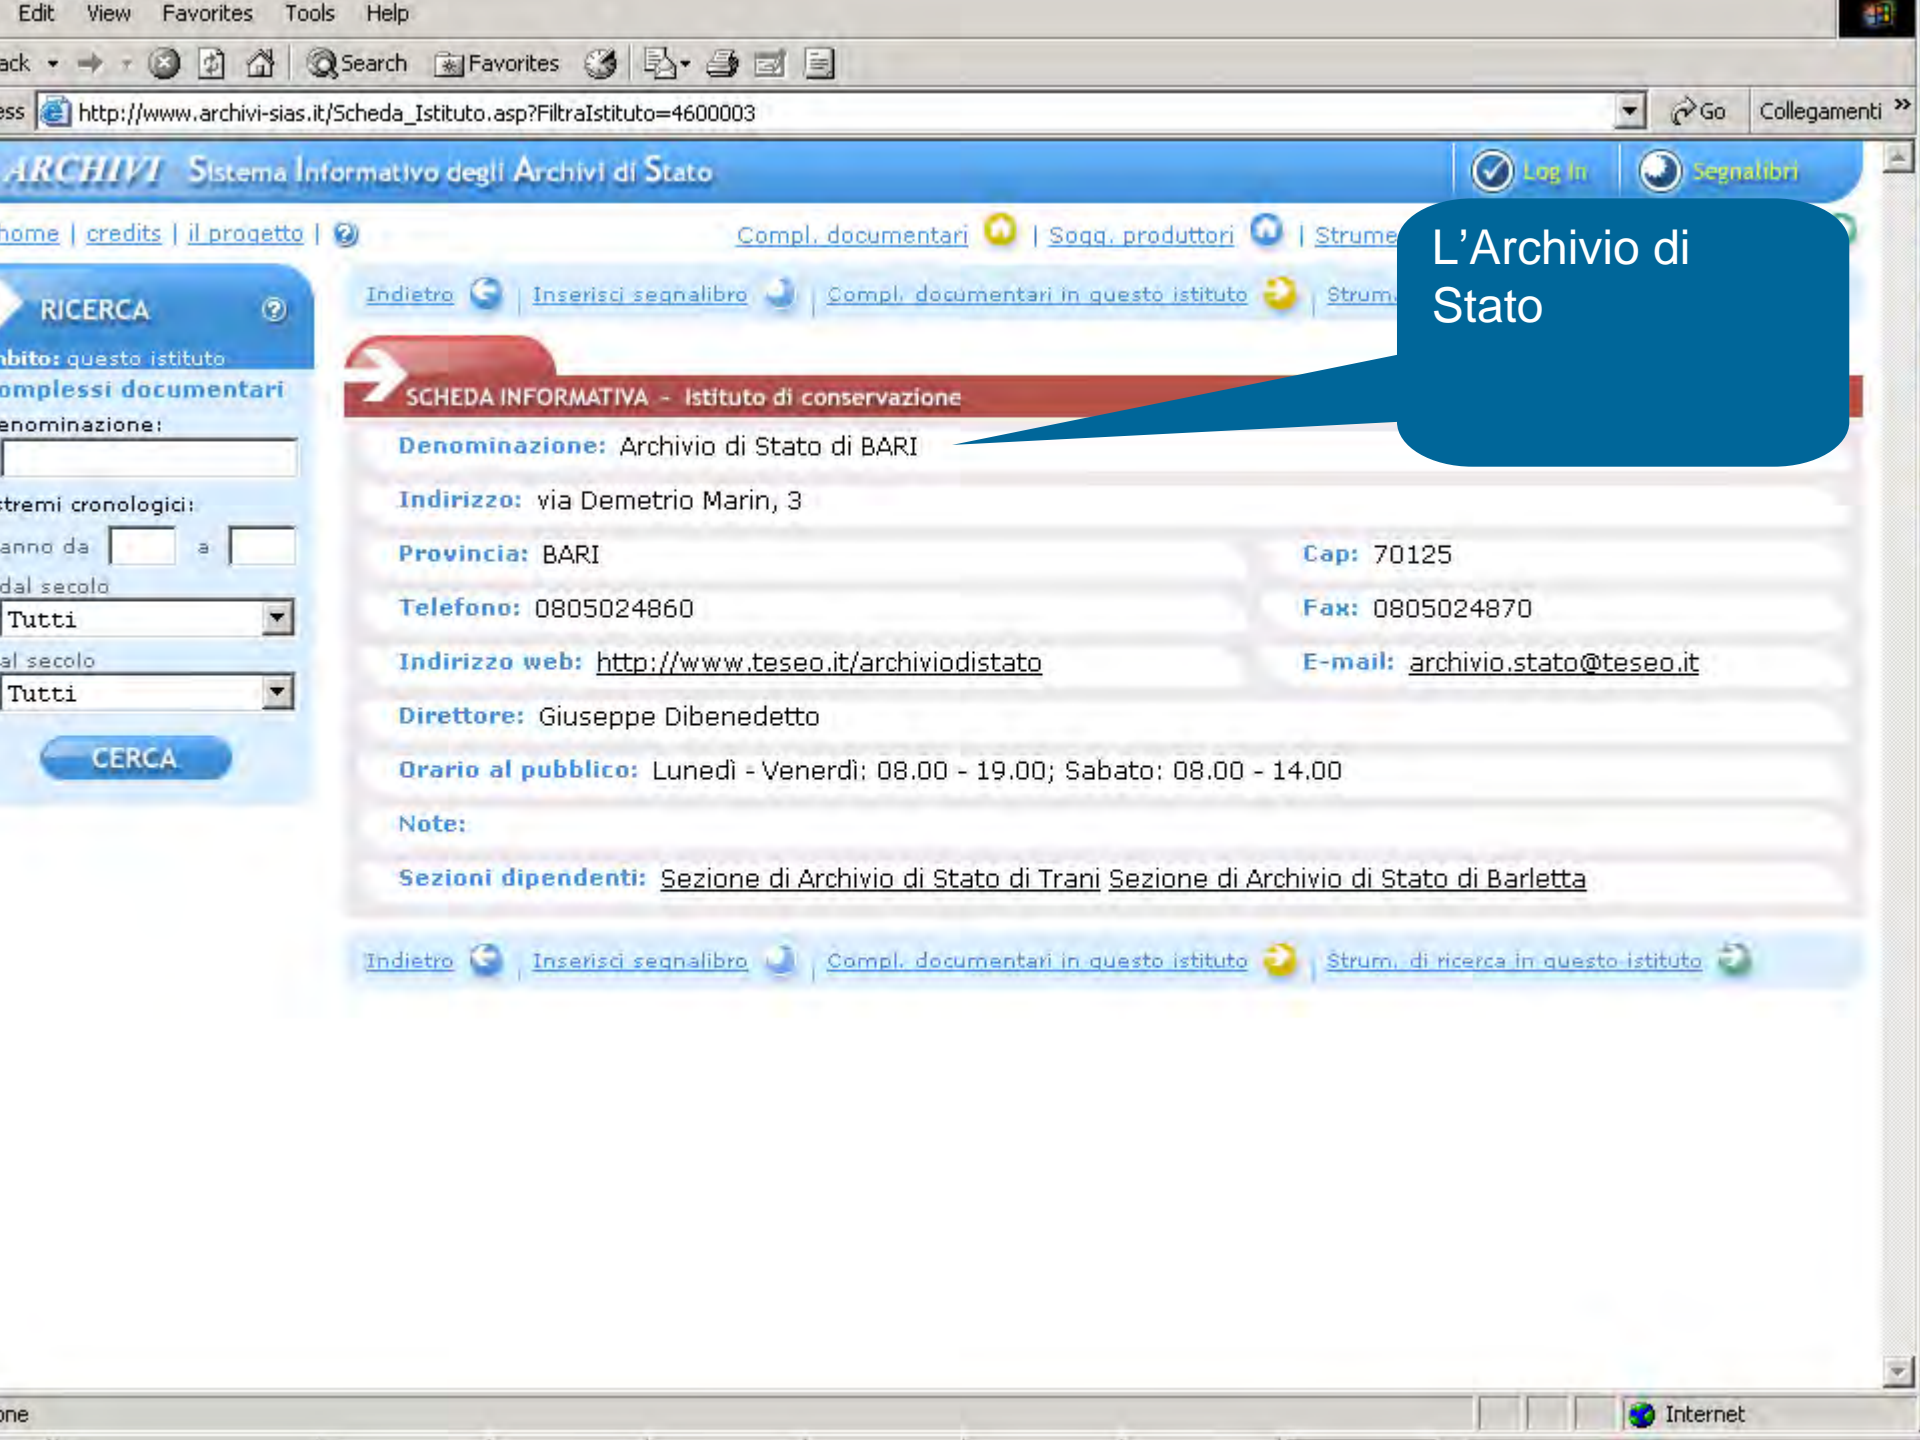 Edit View Favorites Tools Help
ack Search Favorites
ess http://www.archivi-sias.it/Scheda_Istituto.asp?FiltraIstituto=4600003 Go Collegamenti »
ARCHIVI Sistema Informativo degli Archivi di Stato Log In Segnalibri
home | credits | il progetto | Compl. documentari | Sogg. produttori | Strume
L’Archivio di
Stato
Indietro | Inserisci segnalibro | Compl. documentari in questo istituto | Strum.
RICERCA
bito: questo istituto
omplessi documentari
enominazione:
tremi cronologici:
anno da a
dal secolo
Tutti
al secolo
Tutti
CERCA
SCHEDA INFORMATIVA - Istituto di conservazione
Denominazione: Archivio di Stato di BARI
Indirizzo: via Demetrio Marin, 3
Provincia: BARI Cap: 70125
Telefono: 0805024860 Fax: 0805024870
Indirizzo web: http://www.teseo.it/archiviodistato E-mail: archivio.stato@teseo.it
Direttore: Giuseppe Dibenedetto
Orario al pubblico: Lunedì - Venerdì: 08.00 - 19.00; Sabato: 08.00 - 14.00
Note:
Sezioni dipendenti: Sezione di Archivio di Stato di Trani Sezione di Archivio di Stato di Barletta
Indietro | Inserisci segnalibro | Compl. documentari in questo istituto | Strum. di ricerca in questo istituto
one Internet